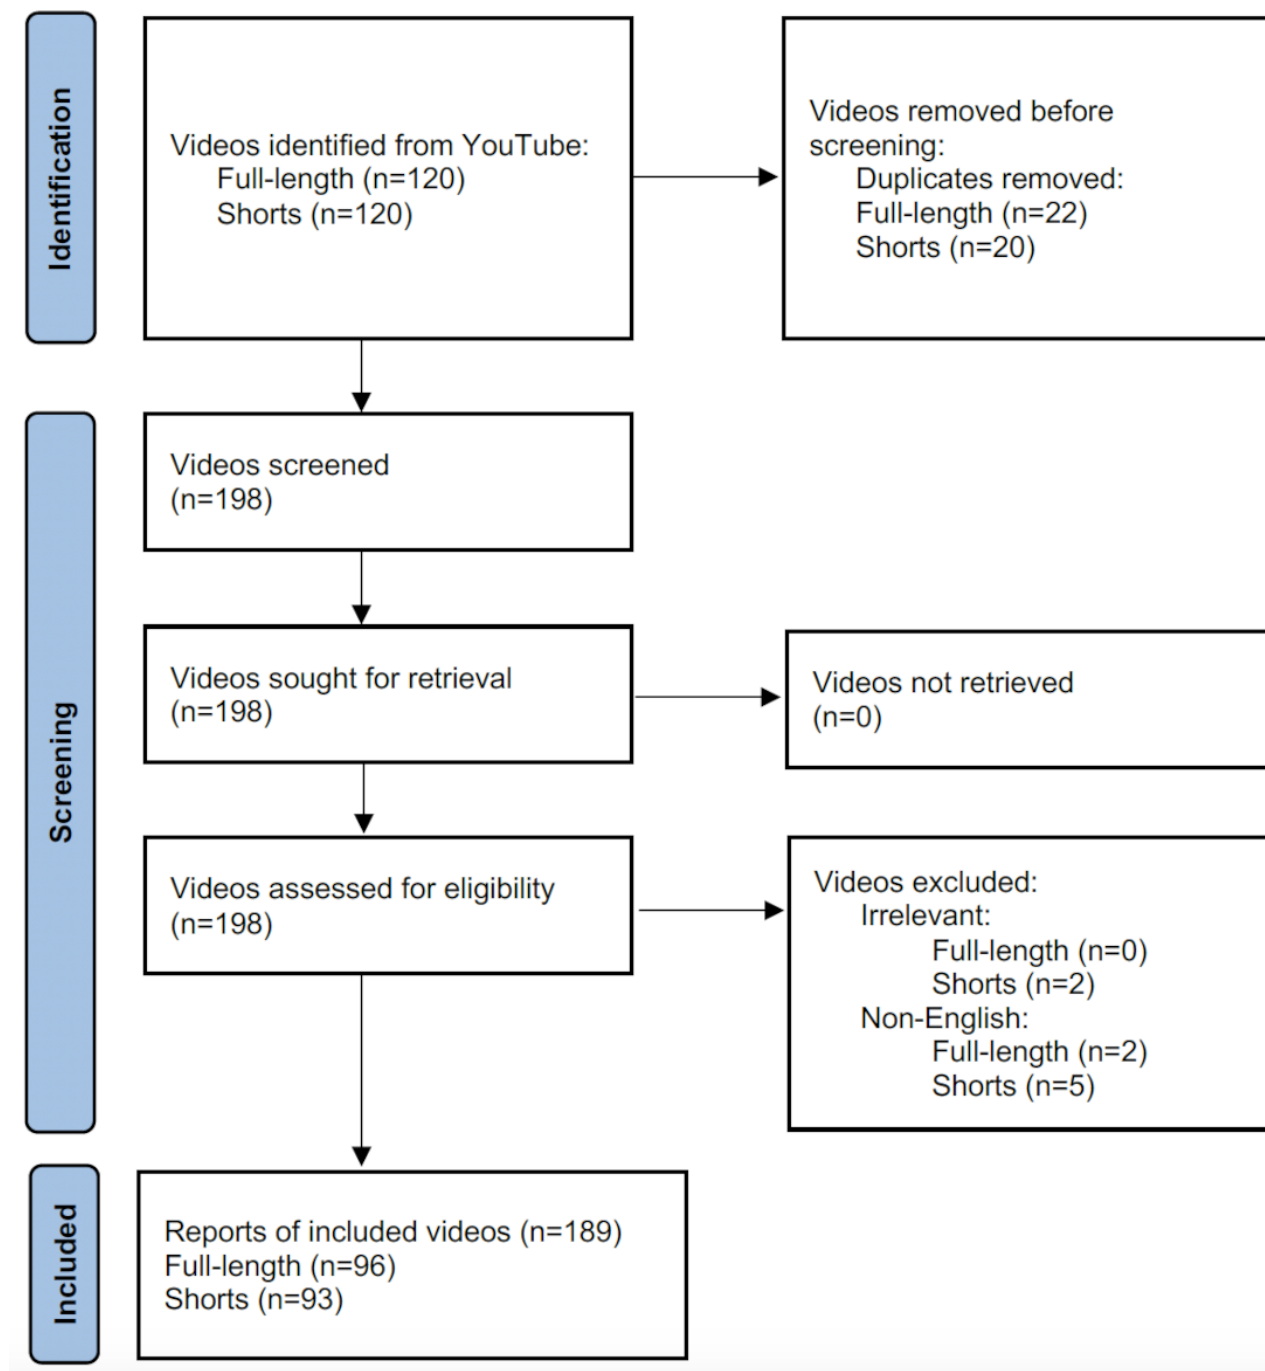 Identification
Videos identified from YouTube:
Full-length (n=120)
Shorts (n=120)
Videos removed before
screening:
Duplicates removed:
Full-length (n=22)
Shorts (n=20)
Screening
Videos screened
(n=198)
Videos sought for retrieval
(n=198)
Videos not retrieved
(n=0)
Videos assessed for eligibility
(n=198)
Videos excluded:
Irrelevant:
Full-length (n=0)
Shorts (n=2)
Non-English:
Full-length (n=2)
Shorts (n=5)
Included
Reports of included videos (n=189)
Full-length (n=96)
Shorts (n=93)